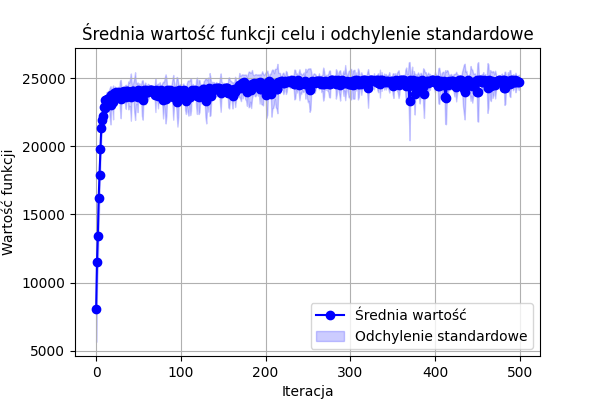 Średnia wartość funkcji celu i odchylenie standardowe
25000
20000
15000
10000
5000
Wartość funkcji
0 100 200 300 400 500
Iteracja
Średnia wartość
Odchylenie standardowe